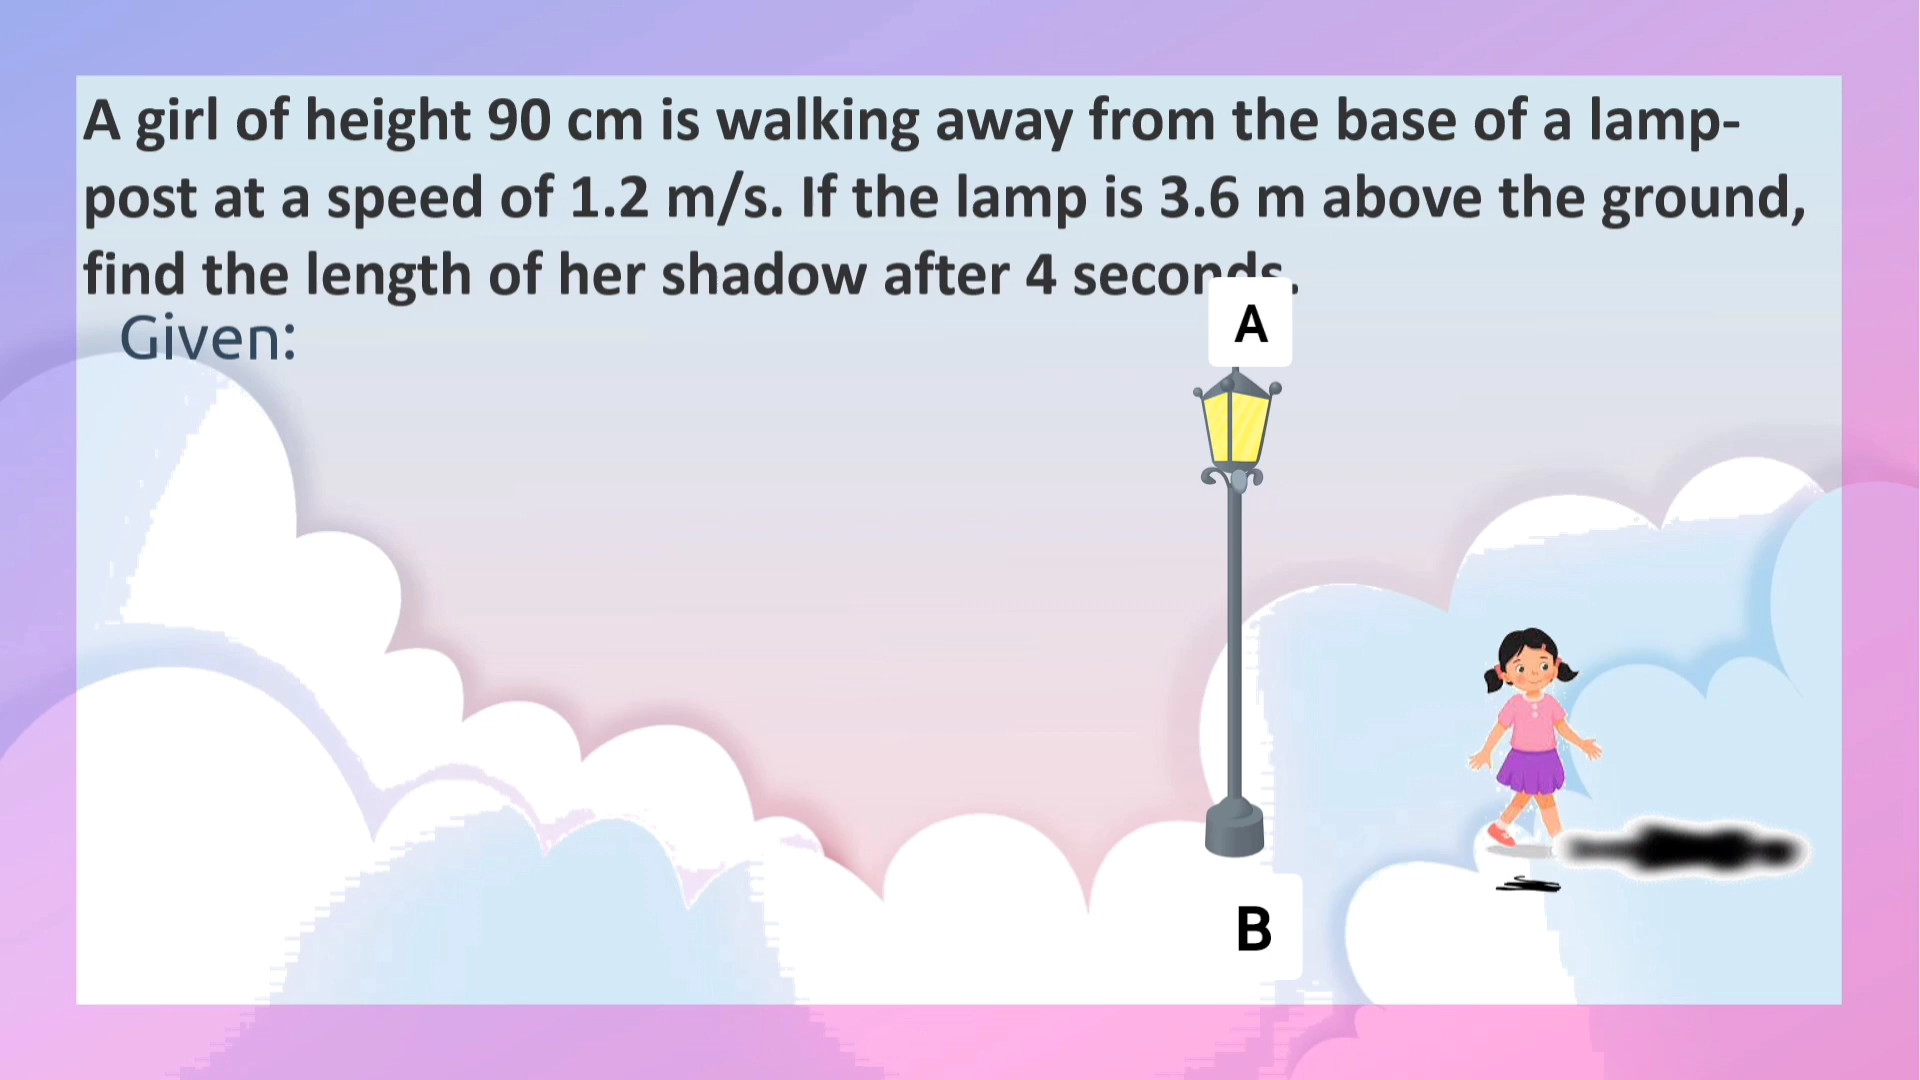 A girl of height 90 cm is walking away from the base of a lamp-
post at a speed of 1.2 m/s. If the lamp is 3.6 m above the ground,
find the length of her shadow after 4 seconds.
Given:
A
B